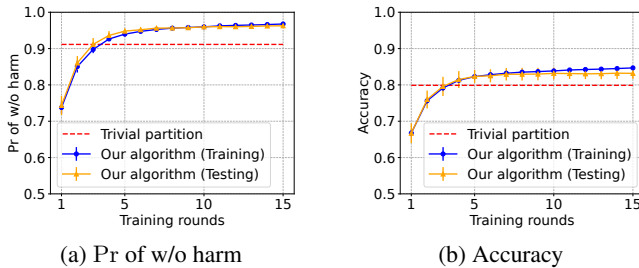 Pr of w/o harm
1.0
0.9
0.8
0.7
0.6
0.5
Trivial partition
Our algorithm (Training)
Our algorithm (Testing)
1 5 10 15
Training rounds
(a) Pr of w/o harm
Accuracy
1.0
0.9
0.8
0.7
0.6
0.5
Trivial partition
Our algorithm (Training)
Our algorithm (Testing)
1 5 10 15
Training rounds
(b) Accuracy